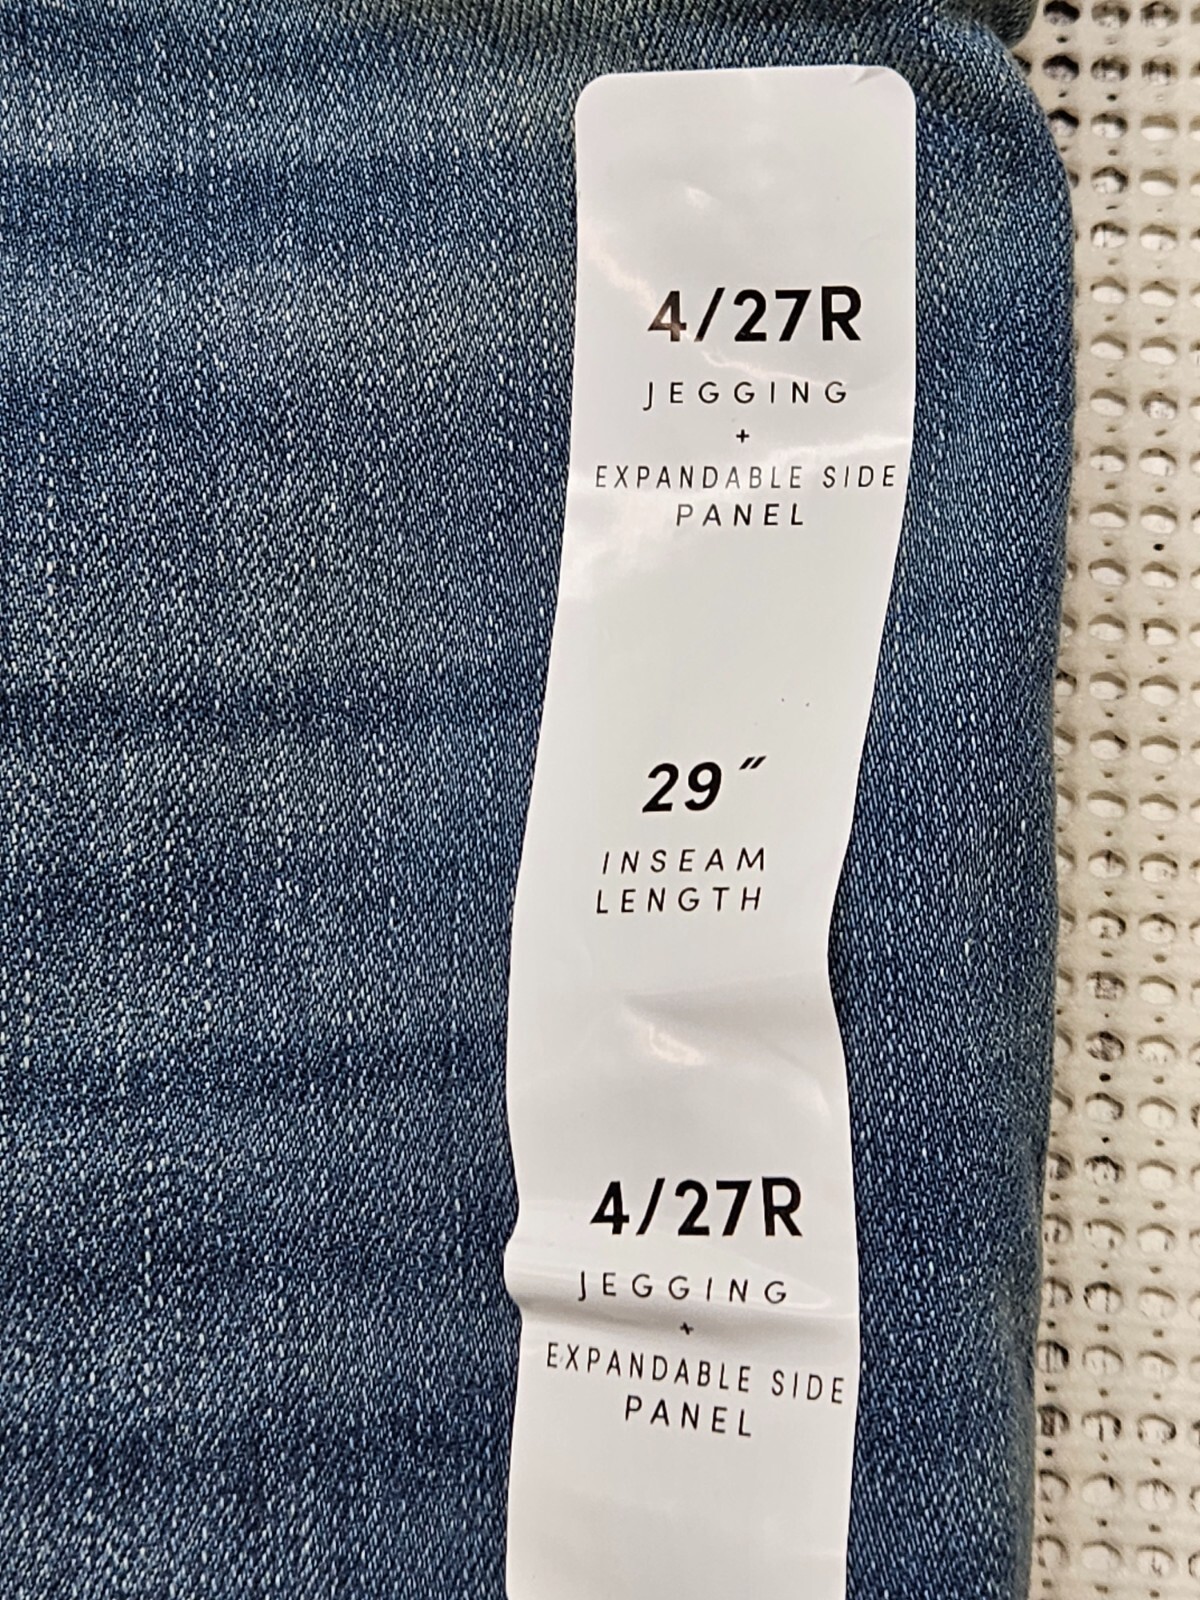 4/27R
JEGGING
+
EXPANDABLE SIDE
PANEL
29"
INSEAM
LENGTH
4/27R
JEGGING
+
EXPANDABLE SIDE
PANEL